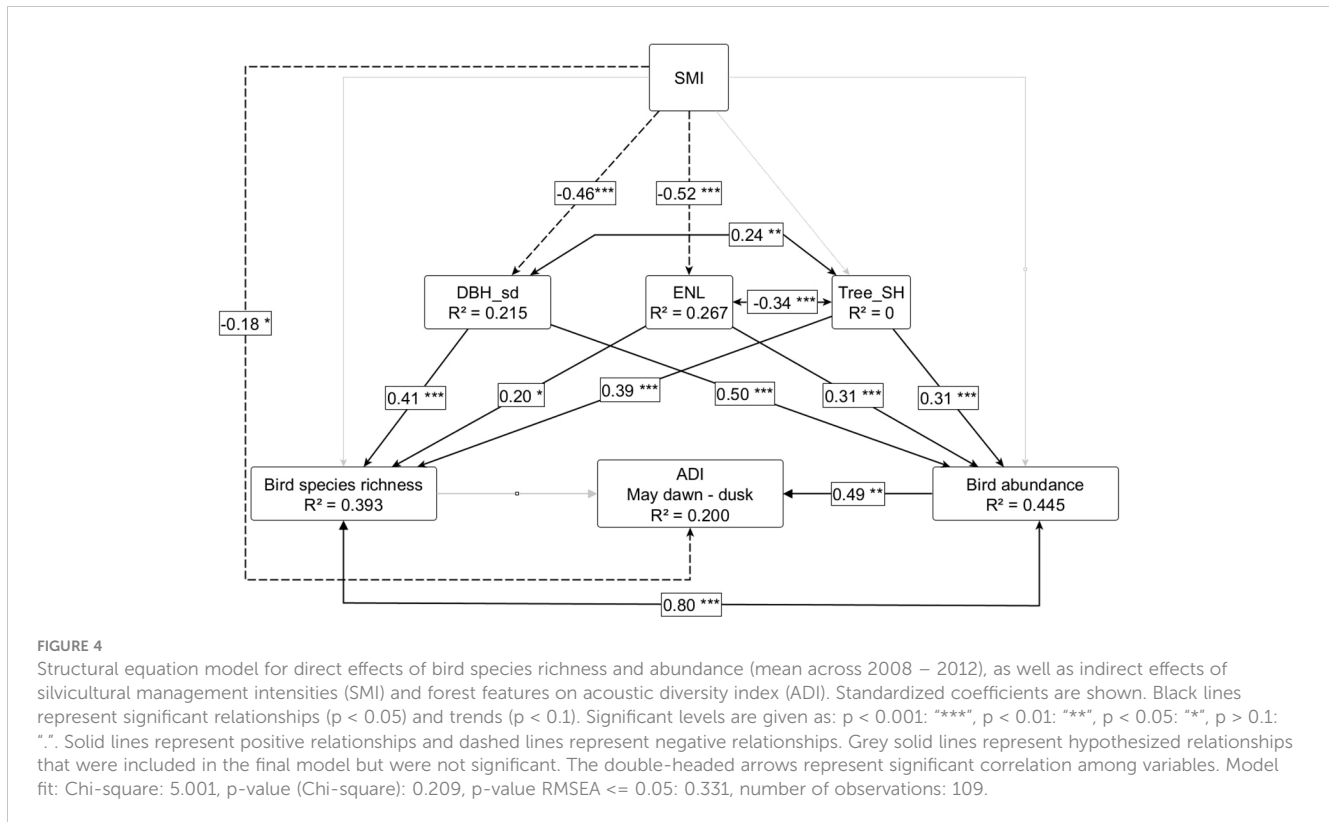 SMI
-0.46***
-0.52 ***
0.24 **
DBH_sd
R² = 0.215
ENL
R² = 0.267
-0.34 ***
Tree_SH
R² = 0
-0.18 *
0.41 ***
0.20 *
0.39 ***
0.50 ***
0.31 ***
0.31 ***
Bird species richness
R² = 0.393
ADI
May dawn - dusk
R² = 0.200
0.49 **
Bird abundance
R² = 0.445
0.80 ***
FIGURE 4
Structural equation model for direct effects of bird species richness and abundance (mean across 2008 – 2012), as well as indirect effects of
silvicultural management intensities (SMI) and forest features on acoustic diversity index (ADI). Standardized coefficients are shown. Black lines
represent significant relationships (p < 0.05) and trends (p < 0.1). Significant levels are given as: p < 0.001: “***”, p < 0.01: “**”, p < 0.05: “*”, p > 0.1:
“.”. Solid lines represent positive relationships and dashed lines represent negative relationships. Grey solid lines represent hypothesized relationships
that were included in the final model but were not significant. The double-headed arrows represent significant correlation among variables. Model
fit: Chi-square: 5.001, p-value (Chi-square): 0.209, p-value RMSEA <= 0.05: 0.331, number of observations: 109.